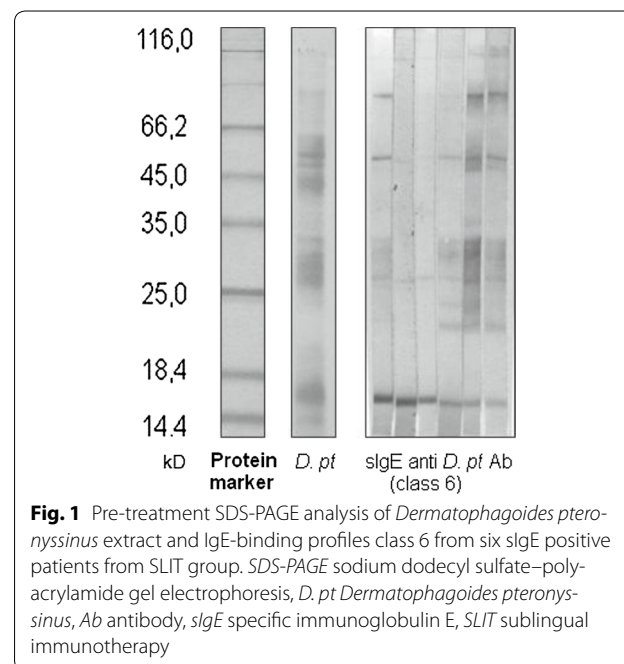 116,0
66,2
45,0
35,0
25,0
18,4
14.4
kD Protein marker D. pt sIgE anti D. pt Ab (class 6)
Fig. 1 Pre-treatment SDS-PAGE analysis of Dermatophagoides ptero-
nyssinus extract and IgE-binding profiles class 6 from six sIgE positive
patients from SLIT group. SDS-PAGE sodium dodecyl sulfate–poly-
acrylamide gel electrophoresis, D. pt Dermatophagoides pteronys-
sinus, Ab antibody, sIgE specific immunoglobulin E, SLIT sublingual
immunotherapy